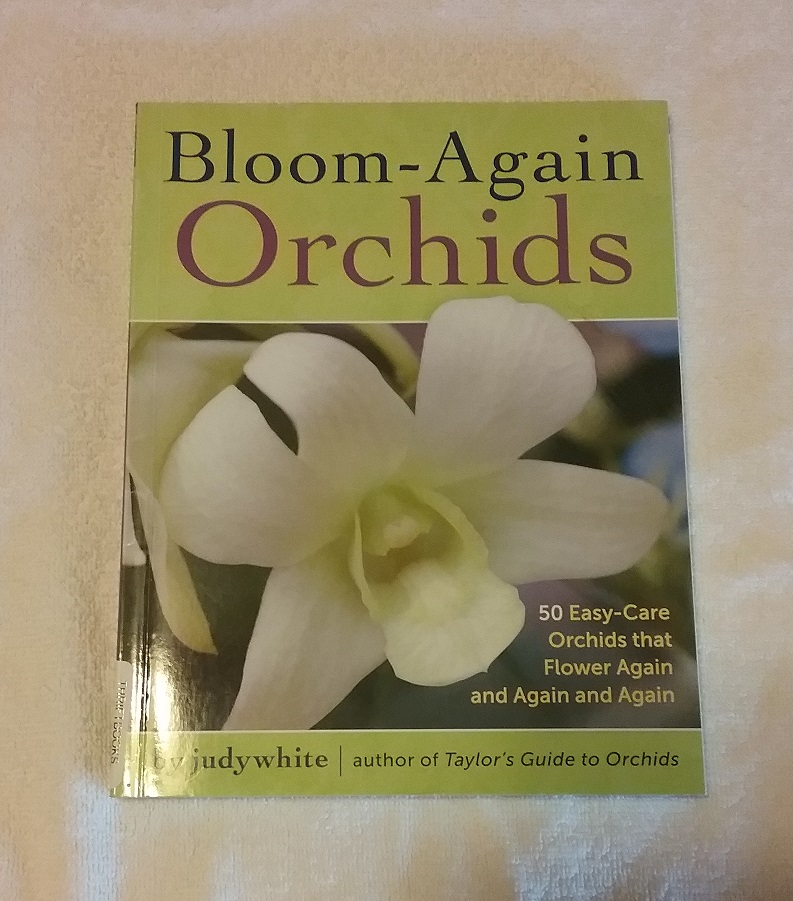 Bloom-Again
Orchids
50 Easy-Care
Orchids that
Flower Again
and Again and Again
by judywhite | author of Taylor's Guide to Orchids